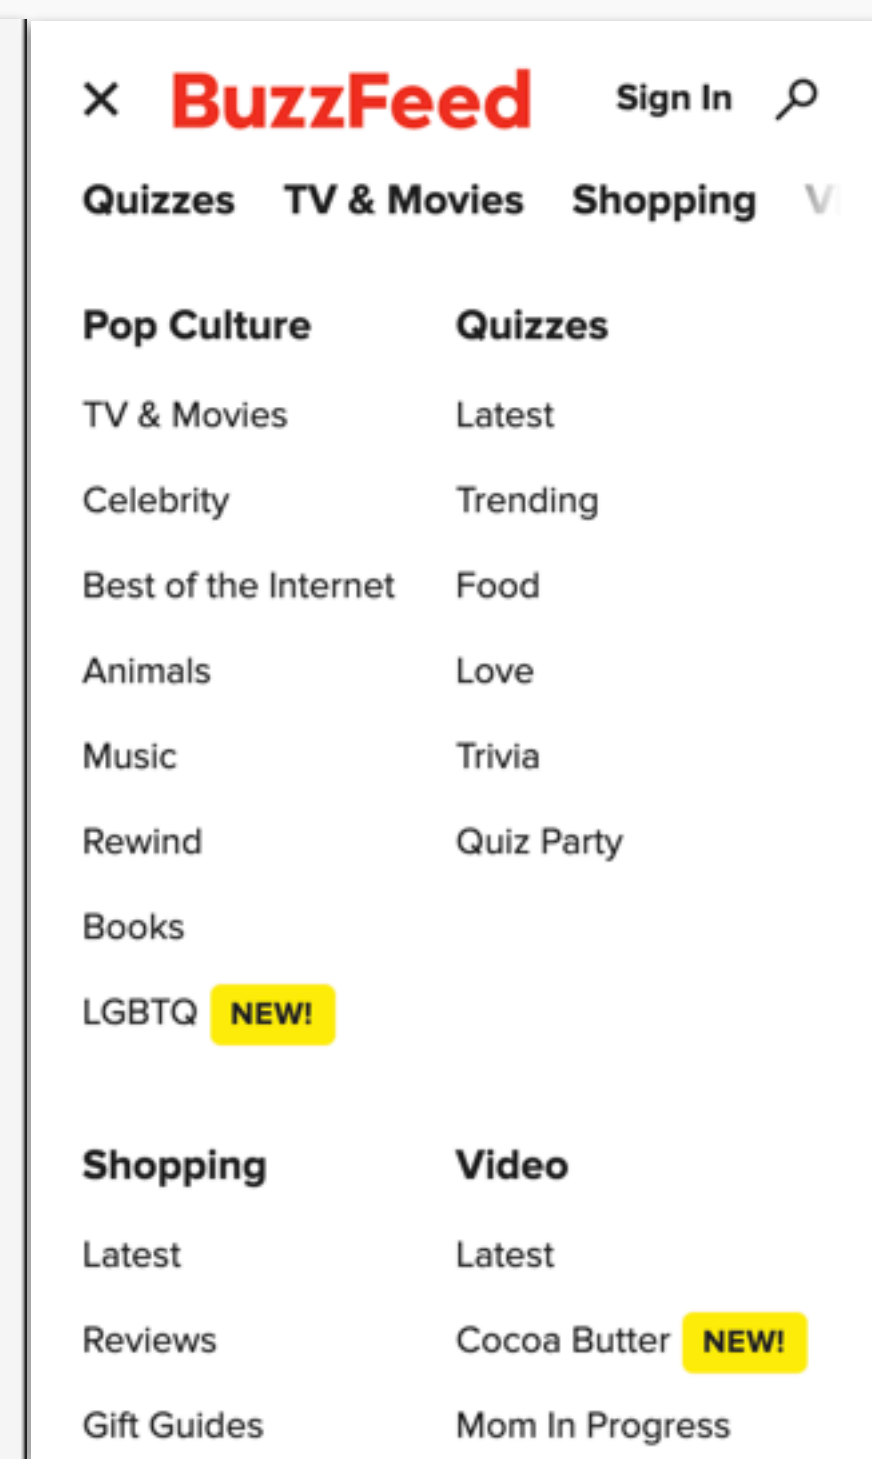 × BuzzFeed Sign In
Quizzes TV & Movies Shopping V
Pop Culture
TV & Movies
Celebrity
Best of the Internet
Animals
Music
Rewind
Books
LGBTQ NEW!
Quizzes
Latest
Trending
Food
Love
Trivia
Quiz Party
Shopping
Latest
Reviews
Gift Guides
Video
Latest
Cocoa Butter NEW!
Mom In Progress